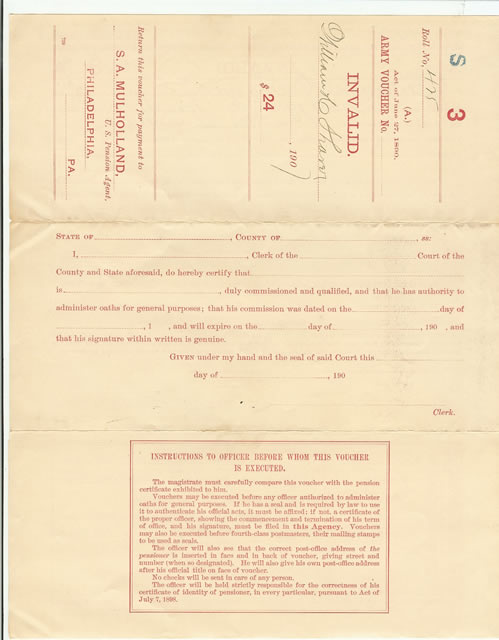 S 3
Roll No. 1475
(A.)
Act of June 27, 1890.
ARMY VOUCHER No.
INVALID.
William H
$ 24
, 1907
Return this voucher for payment to
S. A. MULHOLLAND,
U. S. Pension Agent,
PHILADELPHIA,
PA.
STATE OF , COUNTY OF , ss:
I, , Clerk of the Court of the
County and State aforesaid, do hereby certify that
is , duly commissioned and qualified, and that he has authority to
administer oaths for general purposes; that his commission was dated on the day of
, 1 , and will expire on the day of , 190 , and
that his signature within written is genuine.
GIVEN under my hand and the seal of said Court this
day of , 190
Clerk.
INSTRUCTIONS TO OFFICER BEFORE WHOM THIS VOUCHER
IS EXECUTED.
The magistrate must carefully compare this voucher with the pension
certificate exhibited to him.
Vouchers may be executed before any officer authorized to administer
oaths for general purposes. If he has a seal and is required by law to use
it to authenticate his official acts, it must be affixed; if not, a certificate of
the proper officer, showing the commencement and termination of his term
of office, and his signature, must be filed in this Agency. Vouchers
may also be executed before fourth-class postmasters, their mailing stamps
to be used as seals.
The officer will also see that the correct post-office address of the
pensioner is inserted in face and in back of voucher, giving street and
number (when so designated). He will also give his own post-office address
after his official title on face of voucher.
No checks will be sent in care of any person.
The officer will be held strictly responsible for the correctness of his
certificate of identity of pensioner, in every particular, pursuant to Act of
July 7, 1898.